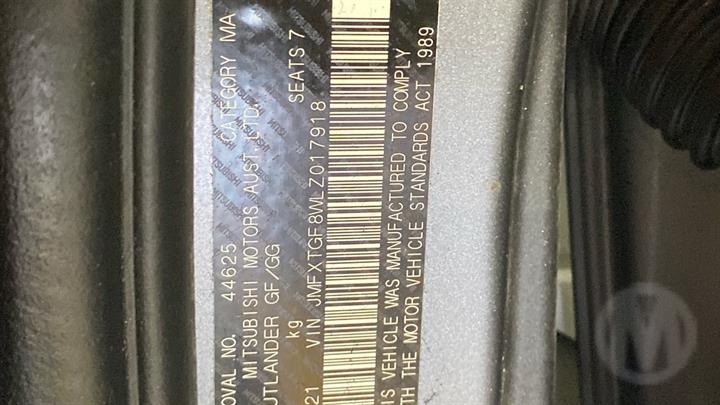 OVAL NO. 44625 CATEGORY MA
MITSUBISHI MOTORS AUST. LTD.
UTLANDER GF/GG
kg SEATS 7
21 VIN JMFXTGF8WLZ017918
IS VEHICLE WAS MANUFACTURED TO COMPLY
TH THE MOTOR VEHICLE STANDARDS ACT 1989
M